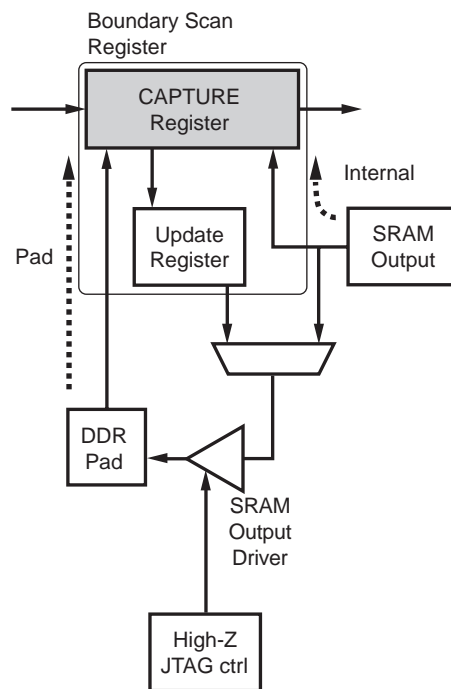 Boundary Scan
Register
CAPTURE
Register
Internal
Update
Register
SRAM
Output
Pad
DDR
Pad
SRAM
Output
Driver
High-Z
JTAG ctrl